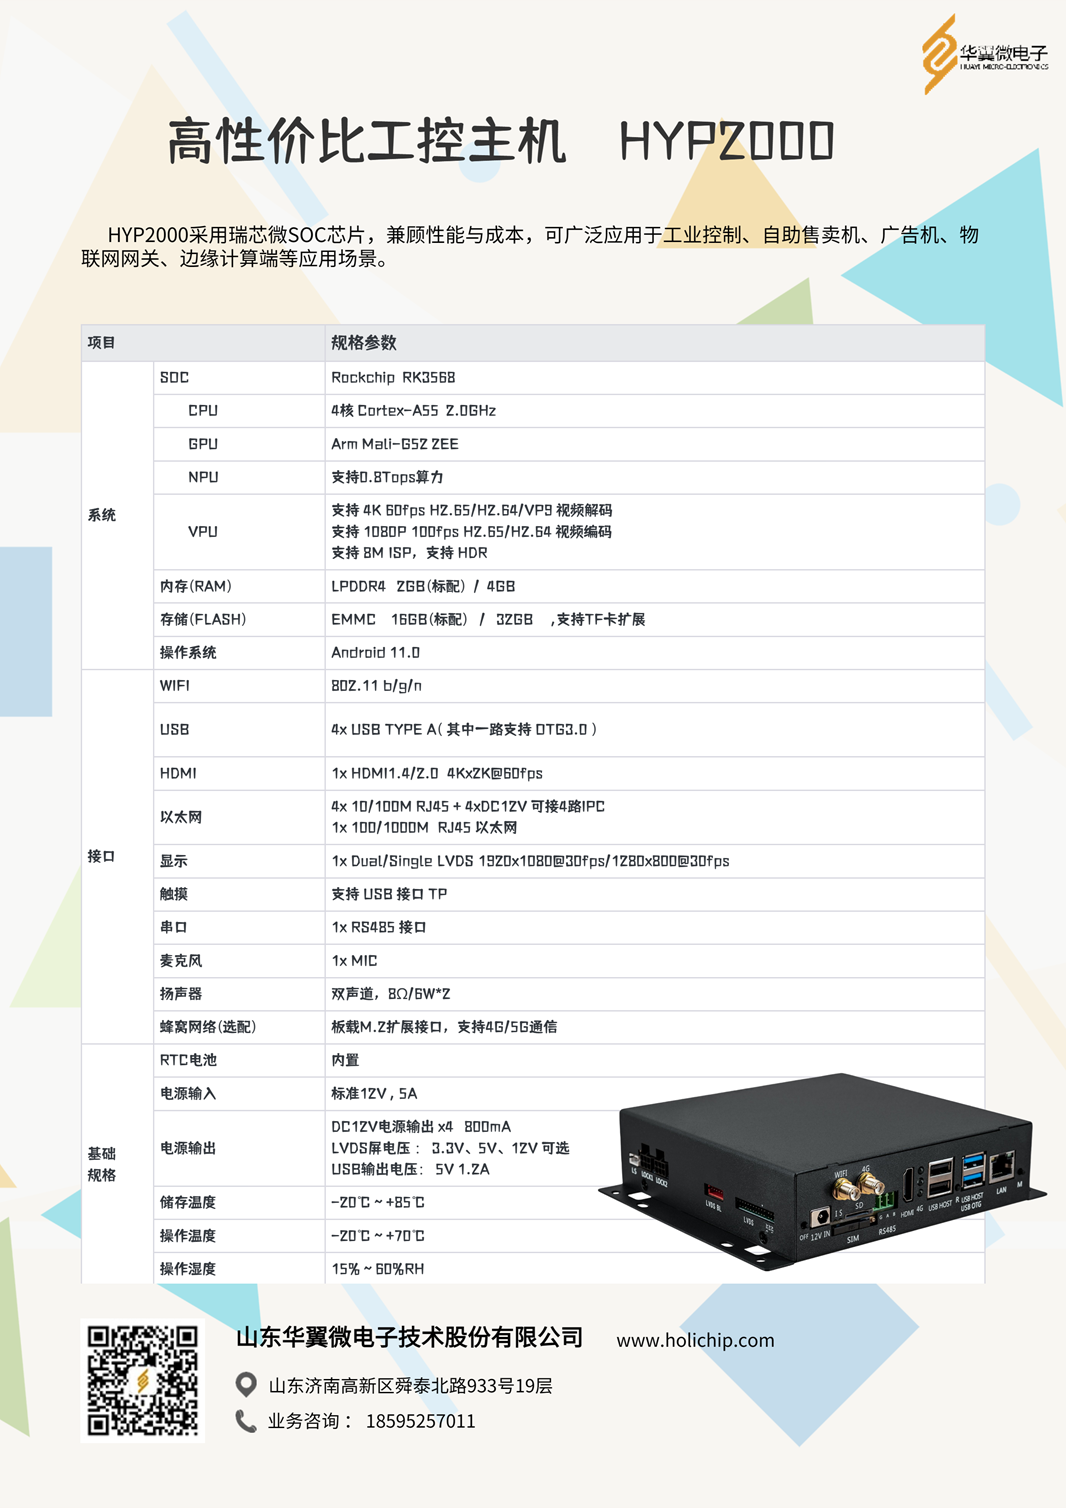 华翼微电子
HUAYI MICRO-ELECTRONICS
高性价比工控主机 HYP2000
HYP2000采用瑞芯微SOC芯片，兼顾性能与成本，可广泛应用于工业控制、自助售卖机、广告机、物
联网网关、边缘计算端等应用场景。
项目 规格参数
系统
SOC Rockchip RK3568
CPU 4核 Cortex-A55 2.0GHz
GPU Arm Mali-G52 2EE
NPU 支持0.8Tops算力
VPU 支持 4K 60fps H2.65/H2.64/VP9 视频解码
支持 1080P 100fps H2.65/H2.64 视频编码
支持 8M ISP，支持 HDR
内存(RAM) LPDDR4 2GB(标配) / 4GB
存储(FLASH) EMMC 16GB(标配) / 32GB ,支持TF卡扩展
操作系统 Android 11.0
接口
WIFI 802.11 b/g/n
USB 4x USB TYPE A( 其中一路支持 OTG3.0 )
HDMI 1x HDMI1.4/2.0 4Kx2K@60fps
以太网 4x 10/100M RJ45 + 4xDC12V 可接4路IPC
1x 100/1000M RJ45 以太网
显示 1x Dual/Single LVDS 1920x1080@30fps/1280x800@30fps
触摸 支持 USB 接口 TP
串口 1x RS485 接口
麦克风 1x MIC
扬声器 双声道，8Ω/6W*2
蜂窝网络(选配) 板载M.2扩展接口，支持4G/5G通信
基础
规格
RTC电池 内置
电源输入 标准12V , 5A
电源输出 DC12V电源输出 x4 800mA
LVDS屏电压： 3.3V、5V、12V 可选
USB输出电压： 5V 1.2A
储存温度 -20℃ ~ +85℃
操作温度 -20℃ ~ +70℃
操作湿度 15% ~ 60%RH
LS LOCK1 LOCK2
LVDS BL
LVDS
WIFI 4G
OFF 12V IN
SD
SIM
G A B
RS485
HDMI 4G
USB HOST
R USB HOST
USB OTG
LAN M
山东华翼微电子技术股份有限公司 www.holichip.com
山东济南高新区舜泰北路933号19层
业务咨询： 18595257011